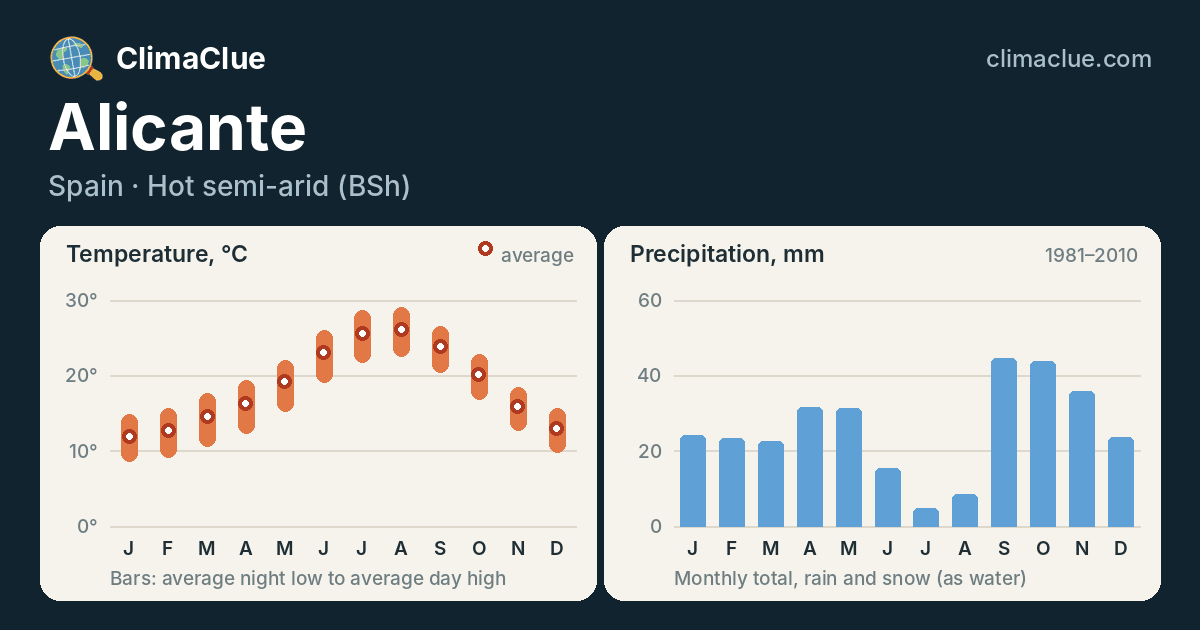 ClimaClue
climaclue.com
Alicante
Spain · Hot semi-arid (BSh)
Temperature, °C
average
30°
20°
10°
0°
J F M A M J J A S O N D
Bars: average night low to average day high
Precipitation, mm
1981–2010
60
40
20
0
J F M A M J J A S O N D
Monthly total, rain and snow (as water)